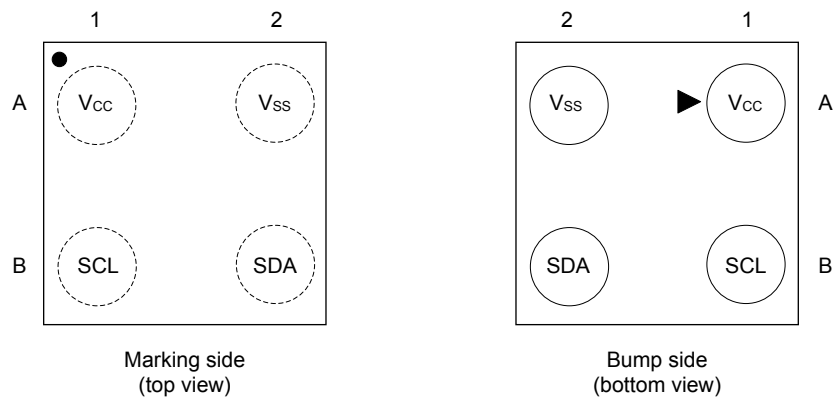 1 2 2 1
A VCC VSS VSS VCC A
B SCL SDA SDA SCL B
Marking side Bump side
(top view) (bottom view)